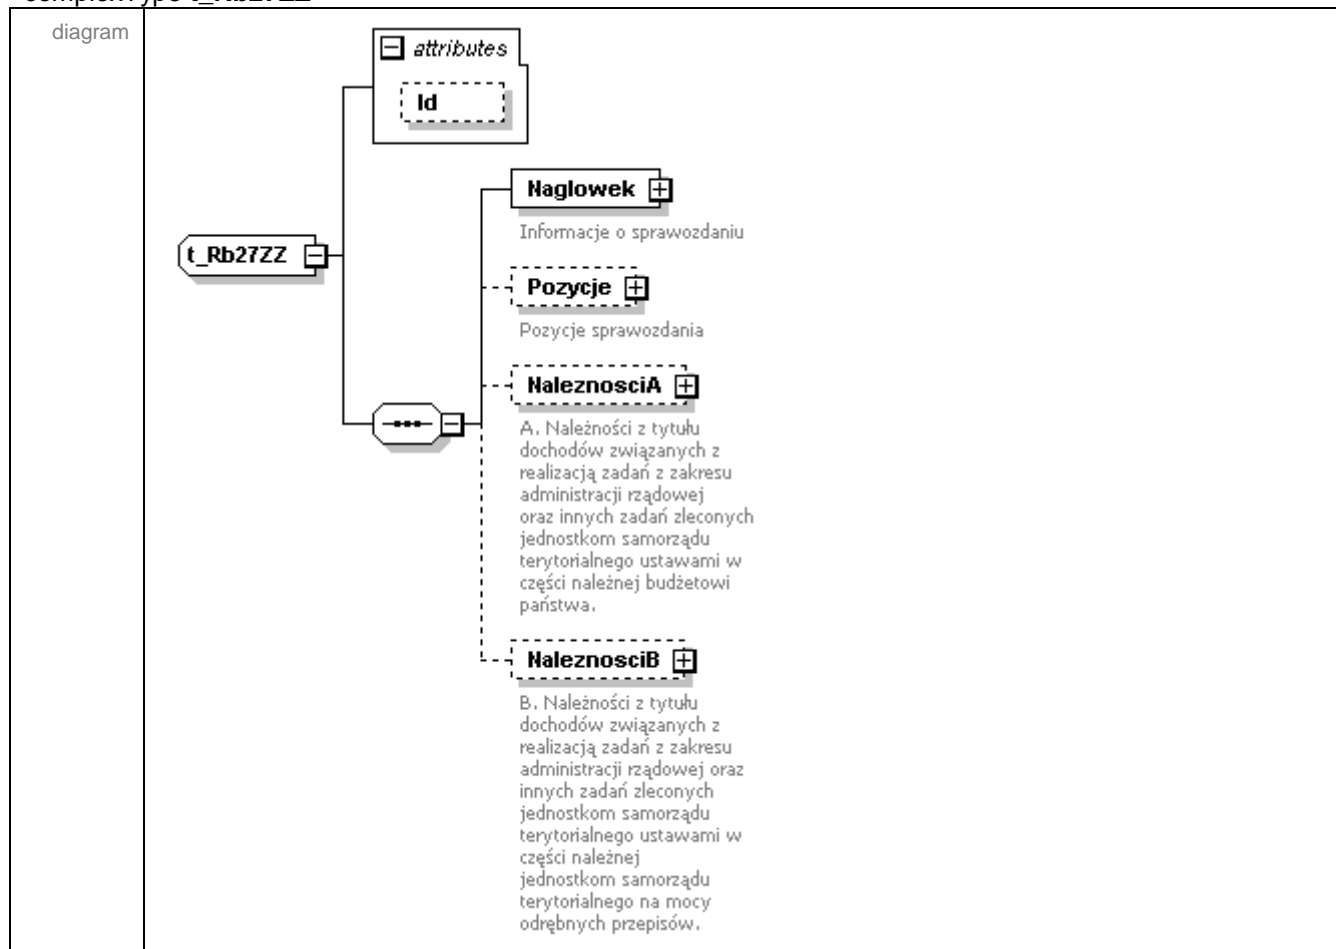 complexType t_Rb27ZZ
diagram
attributes
Id
Naglowek
Informacje o sprawozdaniu
t_Rb27ZZ
Pozycje
Pozycje sprawozdania
NaleznosciA
A. Należności z tytułu
dochodów związanych z
realizacją zadań z zakresu
administracji rządowej
oraz innych zadań zleconych
jednostkom samorządu
terytorialnego ustawami w
części należnej budżetowi
państwa.
NaleznosciB
B. Należności z tytułu
dochodów związanych z
realizacją zadań z zakresu
administracji rządowej oraz
innych zadań zleconych
jednostkom samorządu
terytorialnego ustawami w
części należnej
jednostkom samorządu
terytorialnego na mocy
odrębnych przepisów.